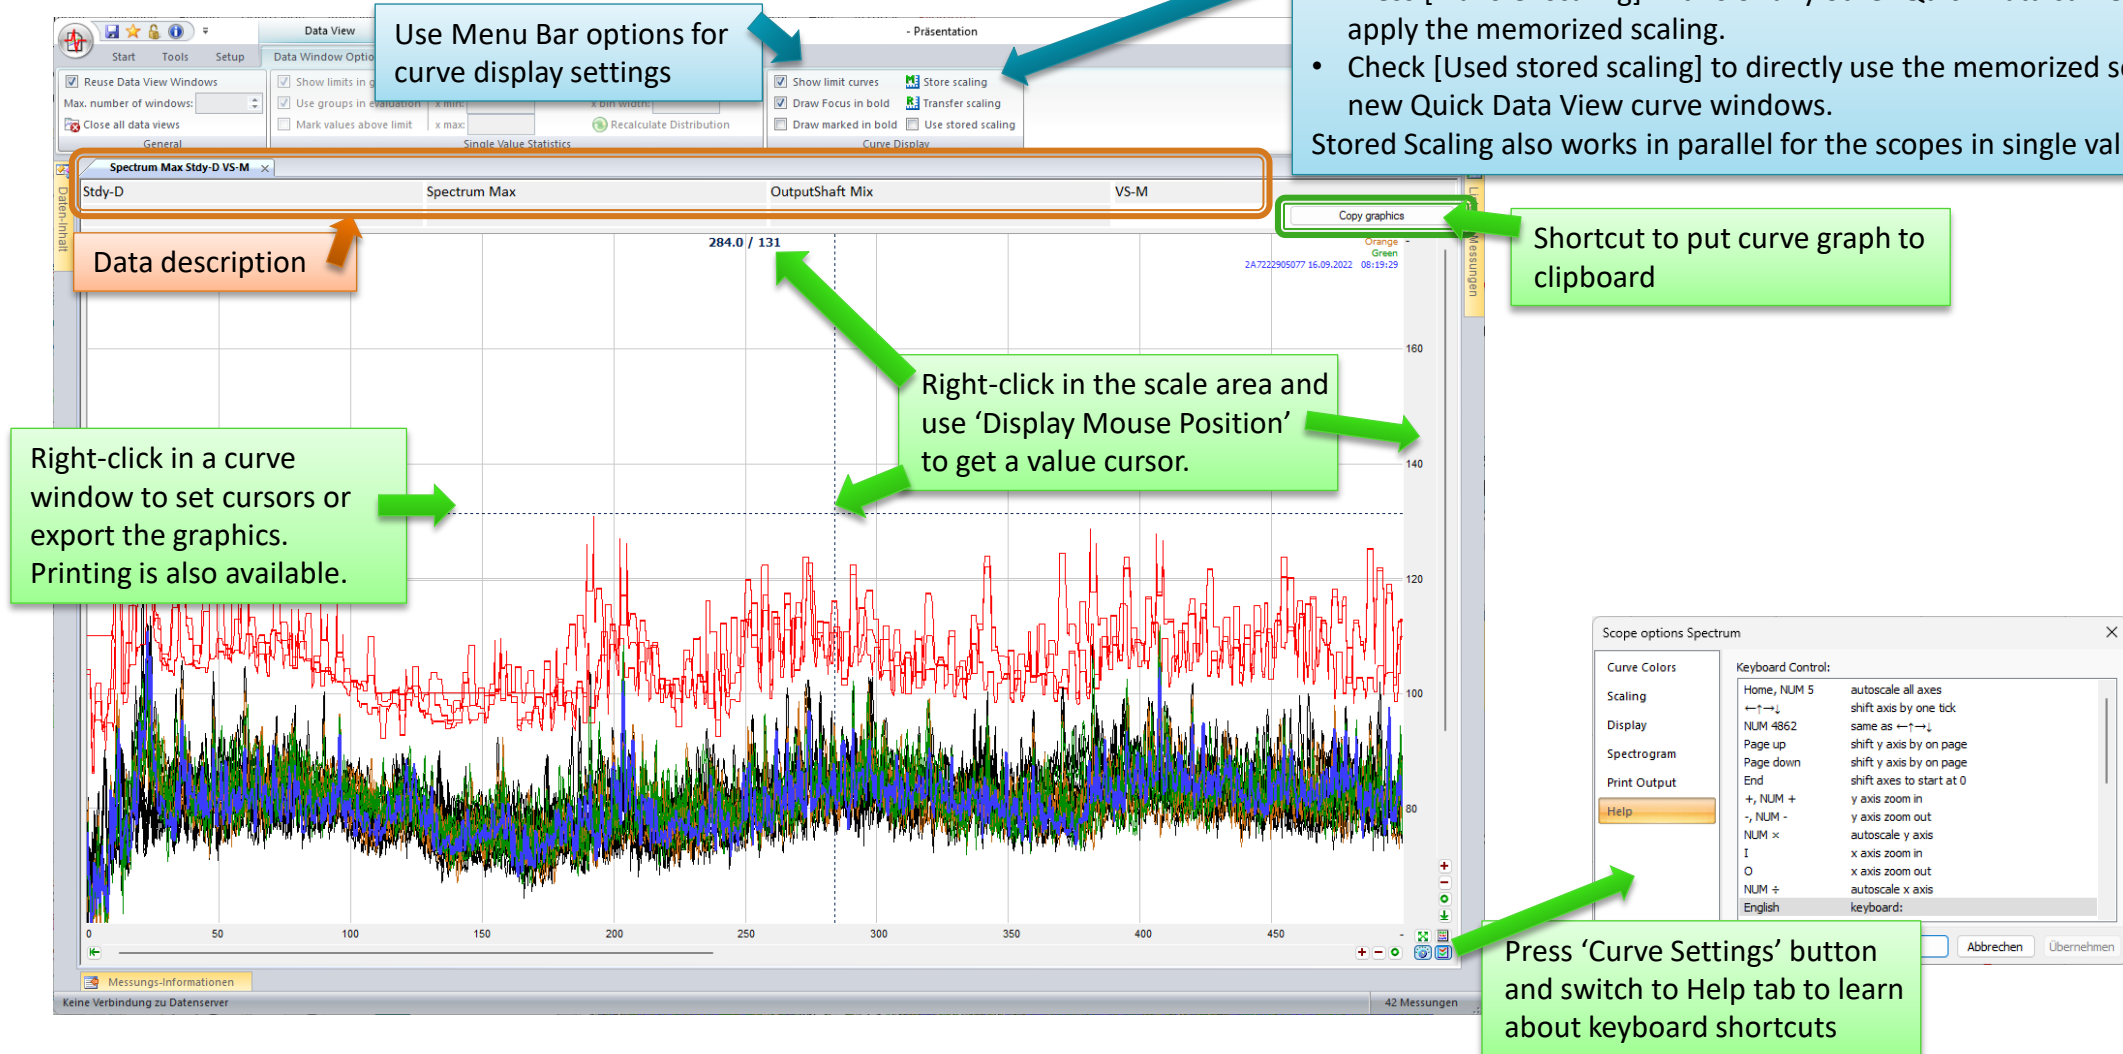 Use Menu Bar options for
curve display settings
apply the memorized scaling.
• Check [Used stored scaling] to directly use the memorized
new Quick Data View curve windows.
Stored Scaling also works in parallel for the scopes in single
Data View
- Präsentation
Start Tools Setup Data Window
Reuse Data View Windows
Max. number of windows:
Close all data views
General
Show limits in
Use groups in evaluation
Mark values above limit
x min:
x max:
x bin width:
Recalculate Distribution
Single Value Statistics
Show limit curves
Draw Focus in bold
Draw marked in bold
Store scaling
Transfer scaling
Use stored scaling
Curve Display
Spectrum Max Stdy-D VS-M
Stdy-D Spectrum Max OutputShaft Mix VS-M
Copy graphics
Daten-Inhalt
Messungen
Data description
284.0 / 131
Orange -
Green
2A7222905077 16.09.2022 08:19:29
Shortcut to put curve graph to
clipboard
Right-click in the scale area and
use ‘Display Mouse Position’
to get a value cursor.
Right-click in a curve
window to set cursors or
export the graphics.
Printing is also available.
160
140
120
100
80
0 50 100 150 200 250 300 350 400 450 -
Messungs-Informationen
Keine Verbindung zu Datenserver
42 Messungen
Scope options Spectrum
Curve Colors
Scaling
Display
Spectrogram
Print Output
Help
Keyboard Control:
Home, NUM 5 autoscale all axes
←↑→↓ shift axis by one tick
NUM 4862 same as ←↑→↓
Page up shift y axis by on page
Page down shift y axis by on page
End shift axes to start at 0
+, NUM + y axis zoom in
-, NUM - y axis zoom out
NUM × autoscale y axis
I x axis zoom in
O x axis zoom out
NUM ÷ autoscale x axis
English keyboard:
Abbrechen Übernehmen
Press ‘Curve Settings’ button
and switch to Help tab to learn
about keyboard shortcuts